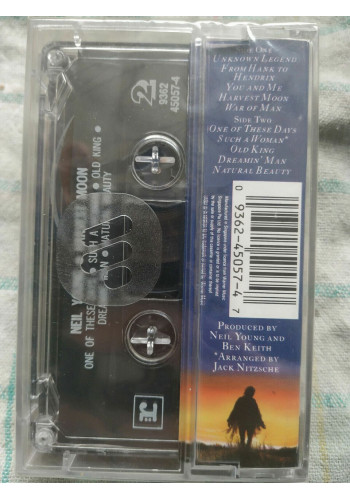 2
9362
45057-4
NEIL Y MOON
SUCH A
ONE OF THESE • OLD KING •
UNKNOWN LEGEND
FROM HANK TO
HENDRIX
YOU AND ME
HARVEST MOON
WAR OF MAN
SIDE TWO
ONE OF THESE DAYS
SUCH A WOMAN*
OLD KING
DREAMIN' MAN
NATURAL BEAUTY
0 9362-45057-4 7
PRODUCED BY
NEIL YOUNG AND
BEN KEITH
*ARRANGED BY
JACK NITZSCHE